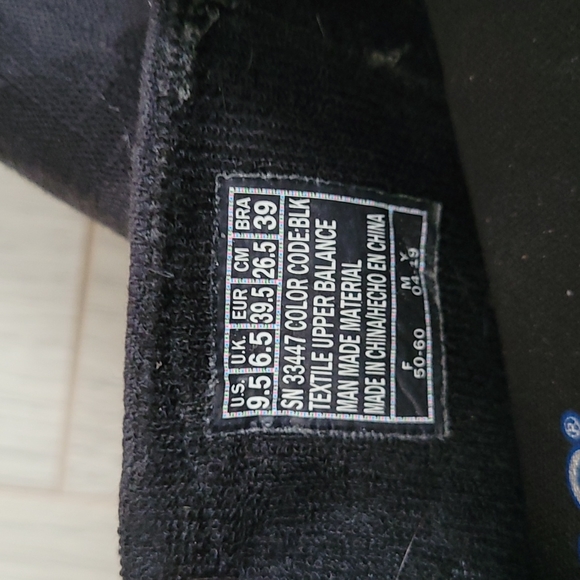 U.S. U.K. EUR CM BRA
9.5 6.5 39.5 26.5 39
SN 33447 COLOR CODE:BLK
TEXTILE UPPER BALANCE
MAN MADE MATERIAL
MADE IN CHINA/HECHO EN CHINA
F M Y
50-60 04-19
®